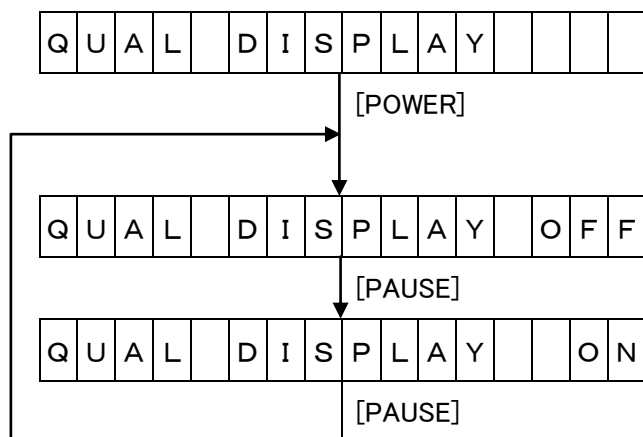 QUAL DISPLAY
[POWER]
QUAL DISPLAY OFF
[PAUSE]
QUAL DISPLAY ON
[PAUSE]